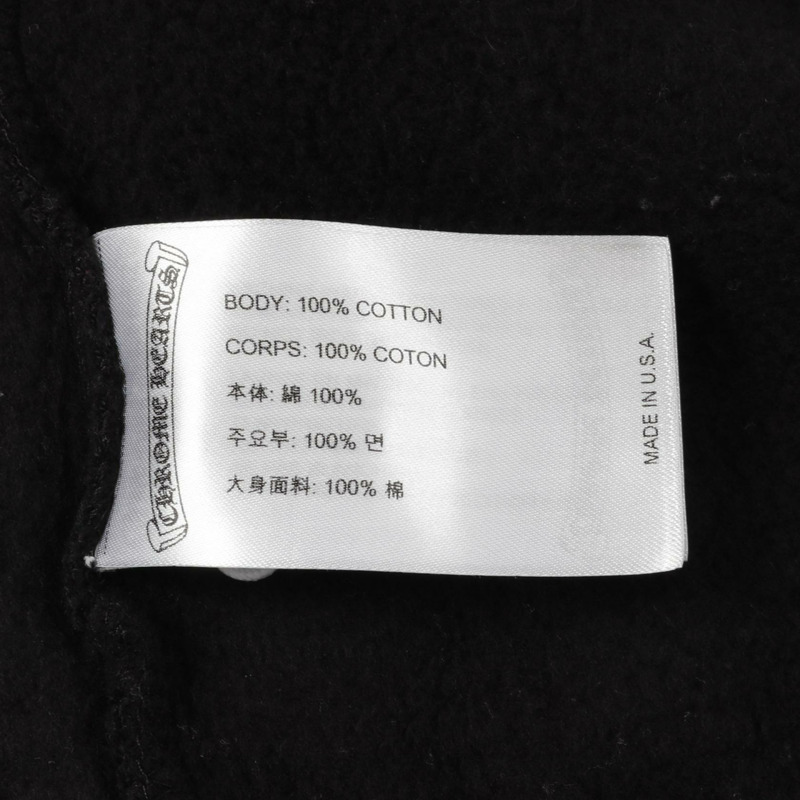 CHROME HEARTS
BODY: 100% COTTON
CORPS: 100% COTON
本体: 綿 100%
주요부: 100% 면
大身面料: 100% 棉
MADE IN U.S.A.